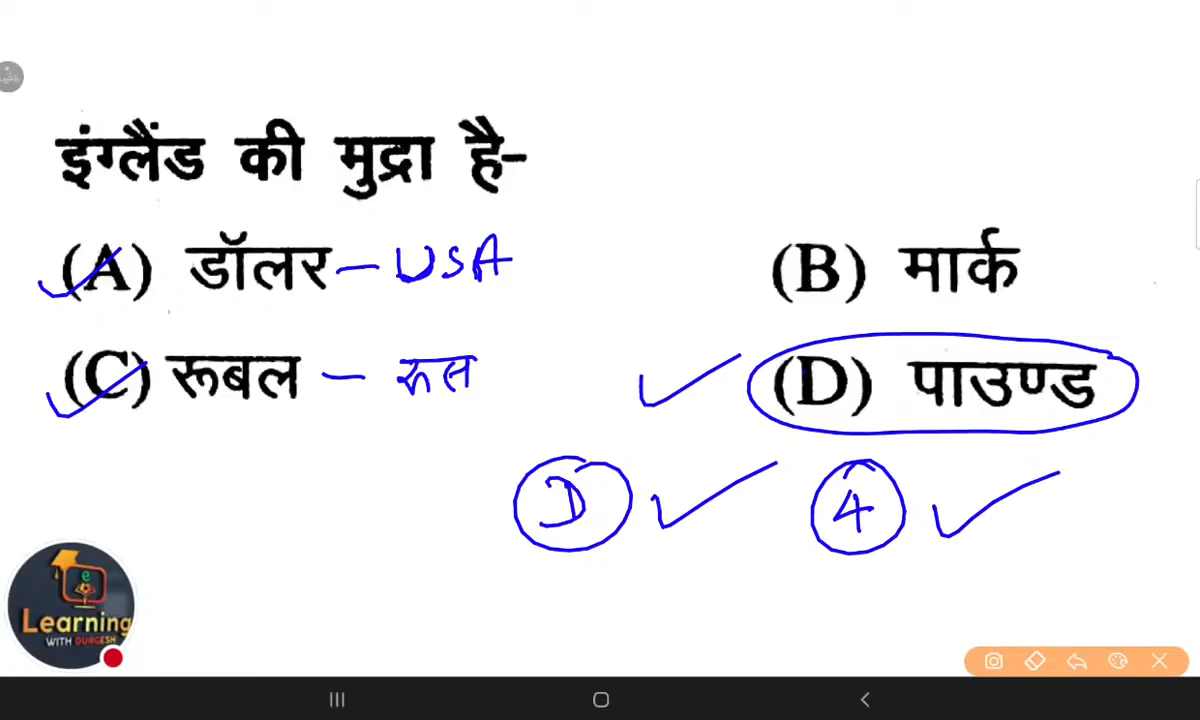 इंग्लैंड की मुद्रा है-
(A) डॉलर – USA (B) मार्क
(C) रूबल – रूस (D) पाउण्ड
D 4
e
Learning
WITH DURGESH